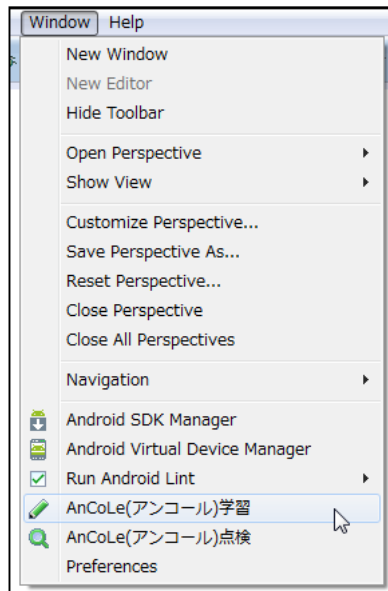 Window Help
New Window
New Editor
Hide Toolbar
Open Perspective
Show View
Customize Perspective...
Save Perspective As...
Reset Perspective...
Close Perspective
Close All Perspectives
Navigation
Android SDK Manager
Android Virtual Device Manager
Run Android Lint
AnCoLe(アンコール)学習
AnCoLe(アンコール)点検
Preferences